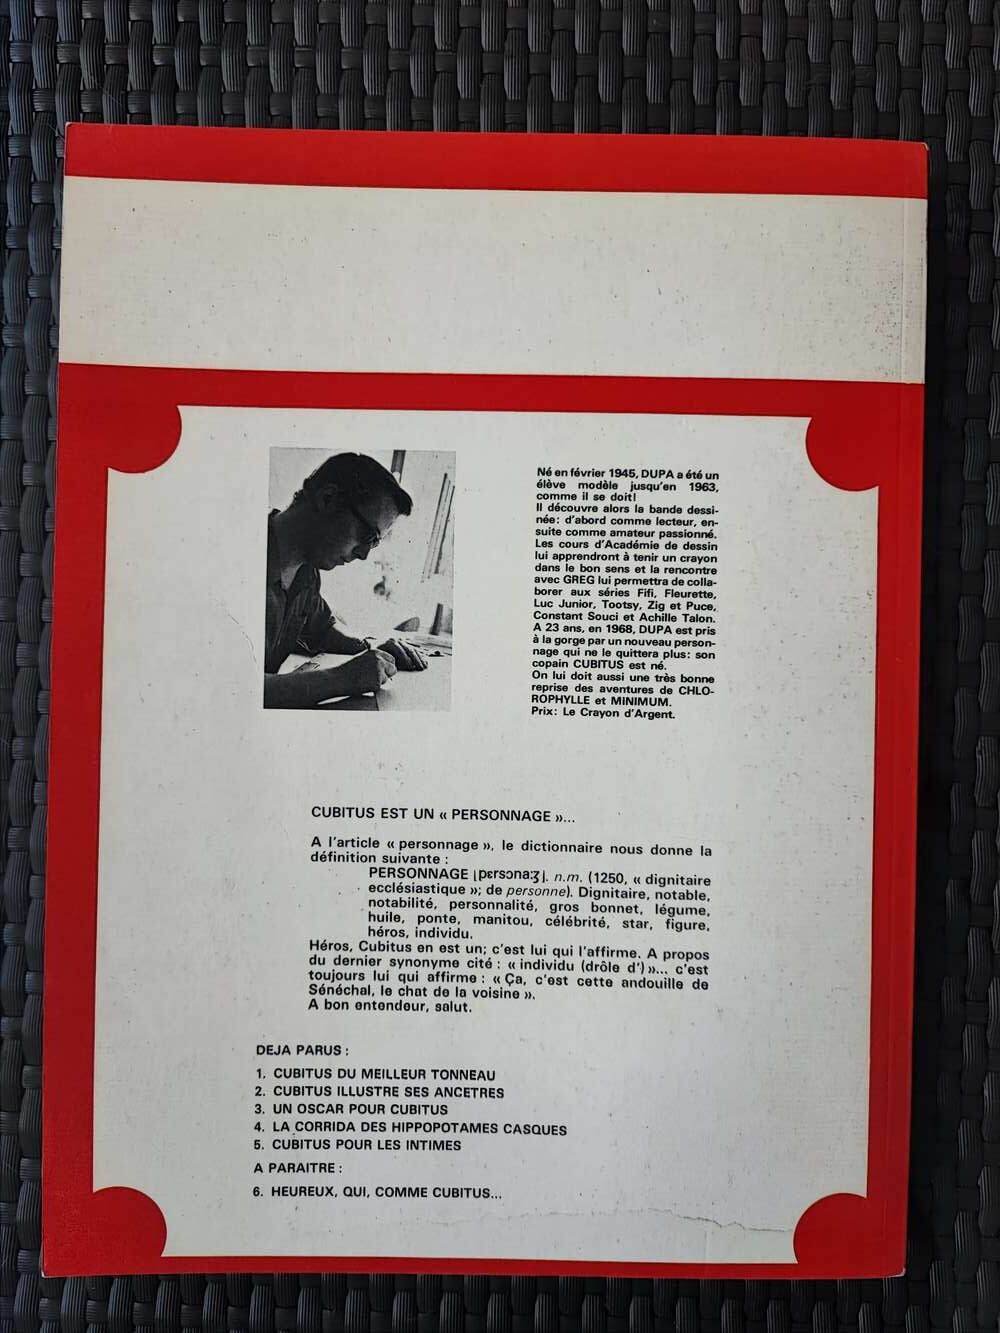 Né en février 1945, DUPA a été un
élève modèle jusqu'en 1963,
comme il se doit!
Il découvre alors la bande dessi-
née: d'abord comme lecteur, en-
suite comme amateur passionné.
Les cours d'Académie de dessin
lui apprendront à tenir un crayon
dans le bon sens et la rencontre
avec GREG lui permettra de colla-
borer aux séries Fifi, Fleurette,
Luc Junior, Tootsy, Zig et Puce,
Constant Souci et Achille Talon.
A 23 ans, en 1968, DUPA est pris
à la gorge par un nouveau person-
nage qui ne le quittera plus: son
copain CUBITUS est né.
On lui doit aussi une très bonne
reprise des aventures de CHLO-
ROPHYLLE et MINIMUM.
Prix: Le Crayon d'Argent.
CUBITUS EST UN « PERSONNAGE »...
A l'article « personnage », le dictionnaire nous donne la
définition suivante :
PERSONNAGE [pɛrsɔna:ʒ]. n.m. (1250, « dignitaire
ecclésiastique »; de personne). Dignitaire, notable,
notabilité, personnalité, gros bonnet, légume,
huile, ponte, manitou, célébrité, star, figure,
héros, individu.
Héros, Cubitus en est un; c'est lui qui l'affirme. A propos
du dernier synonyme cité : « individu (drôle d') »... c'est
toujours lui qui affirme : « Ça, c'est cette andouille de
Sénéchal, le chat de la voisine ».
A bon entendeur, salut.
DEJA PARUS :
1. CUBITUS DU MEILLEUR TONNEAU
2. CUBITUS ILLUSTRE SES ANCETRES
3. UN OSCAR POUR CUBITUS
4. LA CORRIDA DES HIPPOPOTAMES CASQUES
5. CUBITUS POUR LES INTIMES
A PARAITRE :
6. HEUREUX, QUI, COMME CUBITUS...